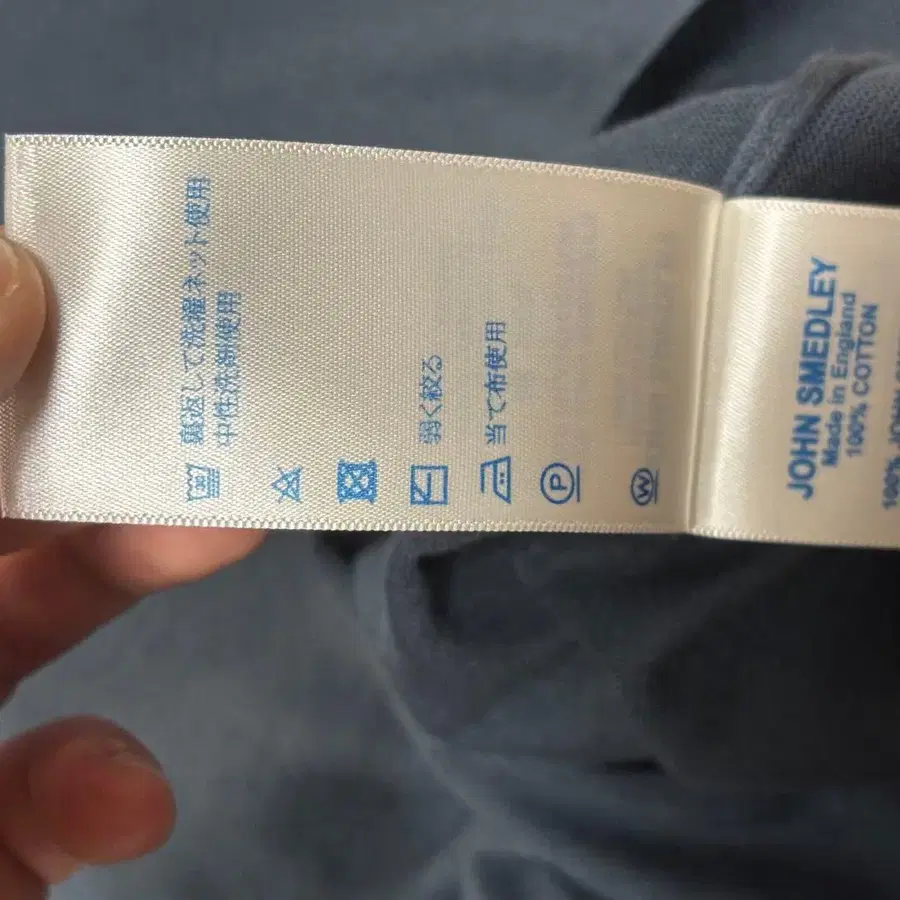 裏返して洗濯ネット使用
中性洗剤使用
弱く絞る
当て布使用
P
W
JOHN SMEDLEY
Made in England
100% COTTON